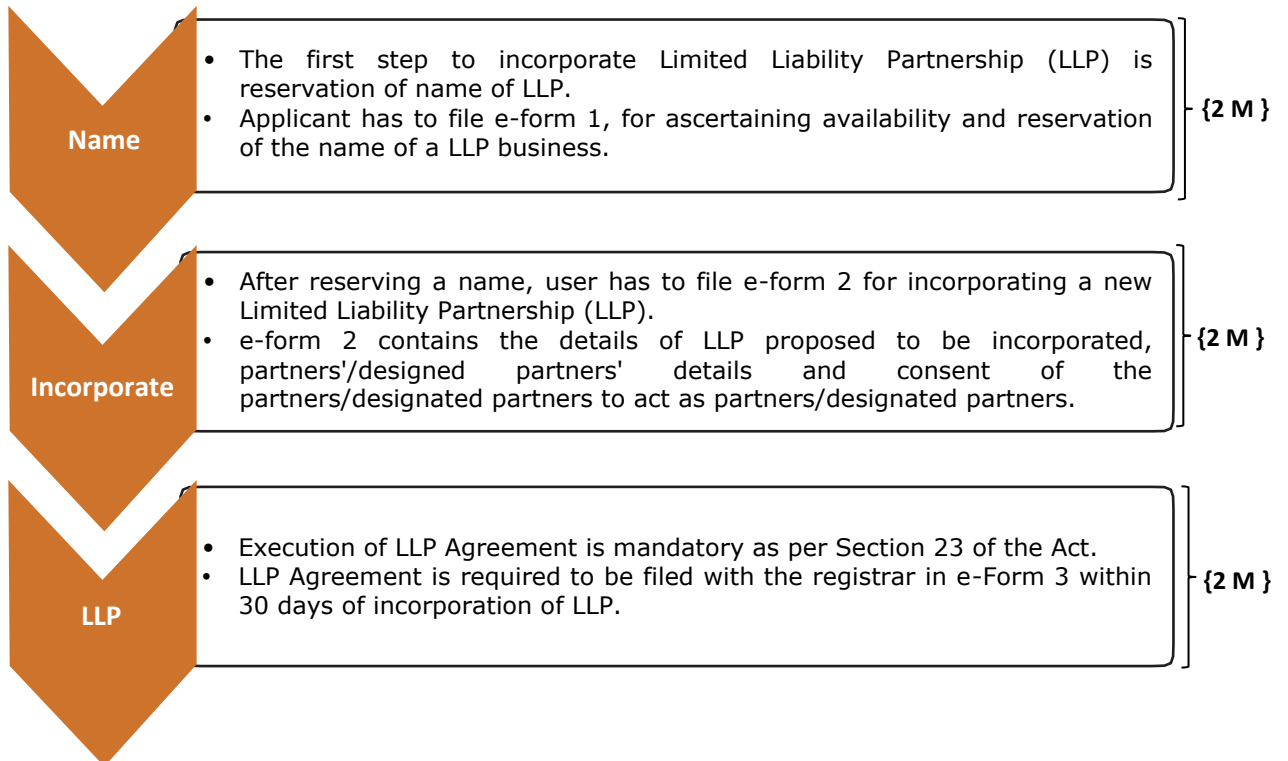 Name
• The first step to incorporate Limited Liability Partnership (LLP) is
reservation of name of LLP.
• Applicant has to file e-form 1, for ascertaining availability and reservation
of the name of a LLP business.
{2 M }
Incorporate
• After reserving a name, user has to file e-form 2 for incorporating a new
Limited Liability Partnership (LLP).
• e-form 2 contains the details of LLP proposed to be incorporated,
partners'/designed partners' details and consent of the
partners/designated partners to act as partners/designated partners.
{2 M }
LLP
• Execution of LLP Agreement is mandatory as per Section 23 of the Act.
• LLP Agreement is required to be filed with the registrar in e-Form 3 within
30 days of incorporation of LLP.
{2 M }